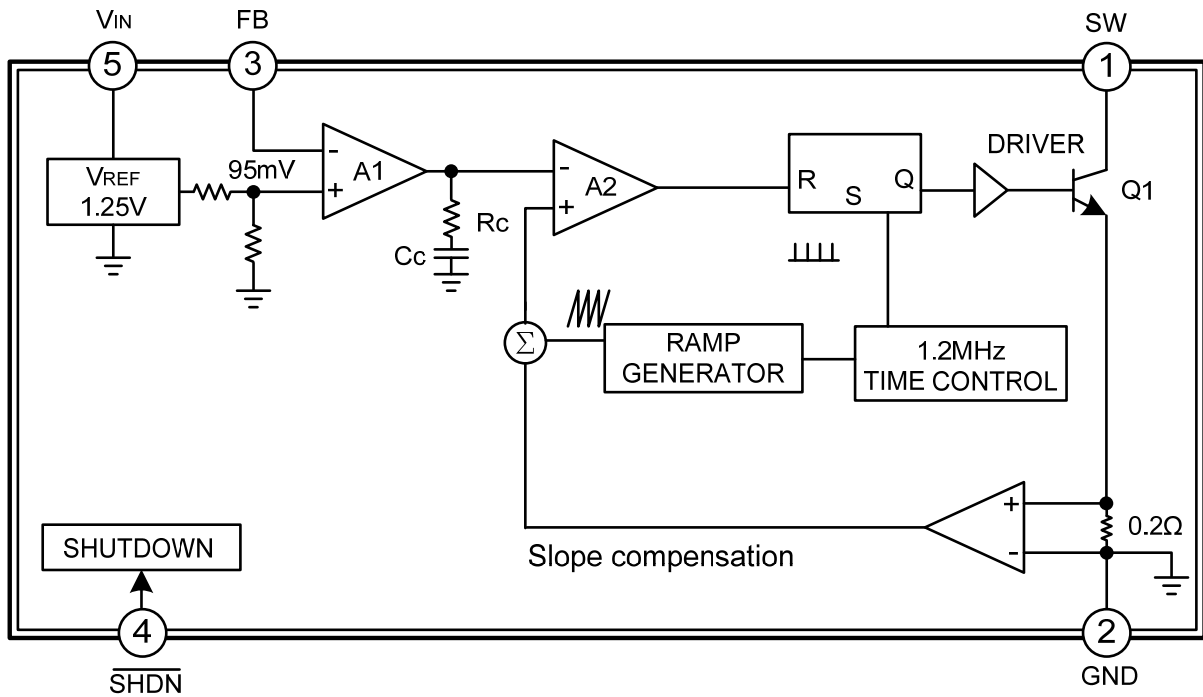 VIN
FB
SW
5
3
1
VREF
1.25V
95mV
-
+
A1
Rc
Cc
-
+
A2
R
S
Q
DRIVER
Q1
Σ
RAMP
GENERATOR
1.2MHz
TIME CONTROL
SHUTDOWN
Slope compensation
+
-
0.2Ω
4
2
SHDN
GND